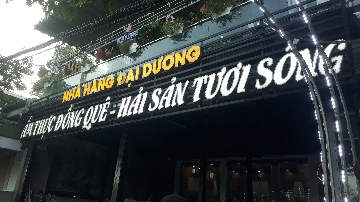 NHÀ HÀNG ĐẠI DƯƠNG
ẨM THỰC ĐỒNG QUÊ - HẢI SẢN TƯƠI SỐNG